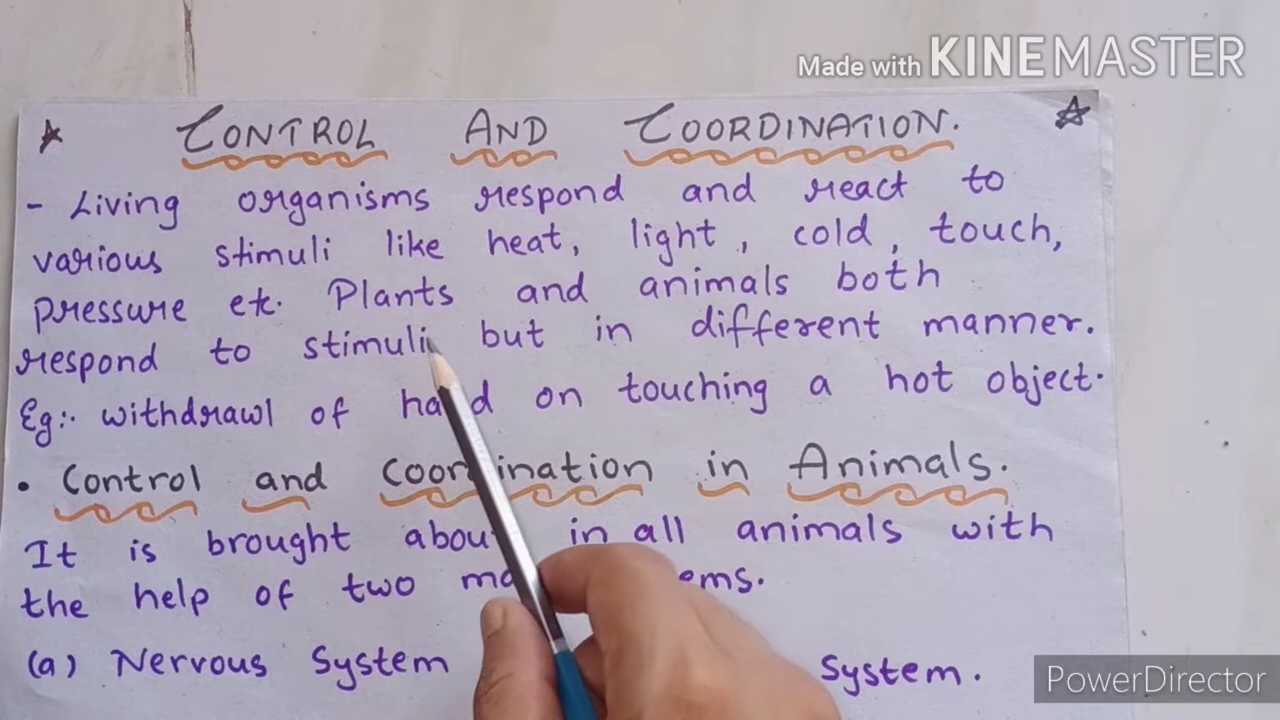 Made with KINEMASTER
CONTROL AND COORDINATION.
- Living organisms respond and react to
various stimuli like heat, light, cold, touch,
pressure etc. Plants and animals both
respond to stimuli but in different manner.
Eg:- withdrawl of hand on touching a hot object.
• Control and Coordination in Animals.
It is brought about in all animals with
the help of two
(a) Nervous System System.
PowerDirector